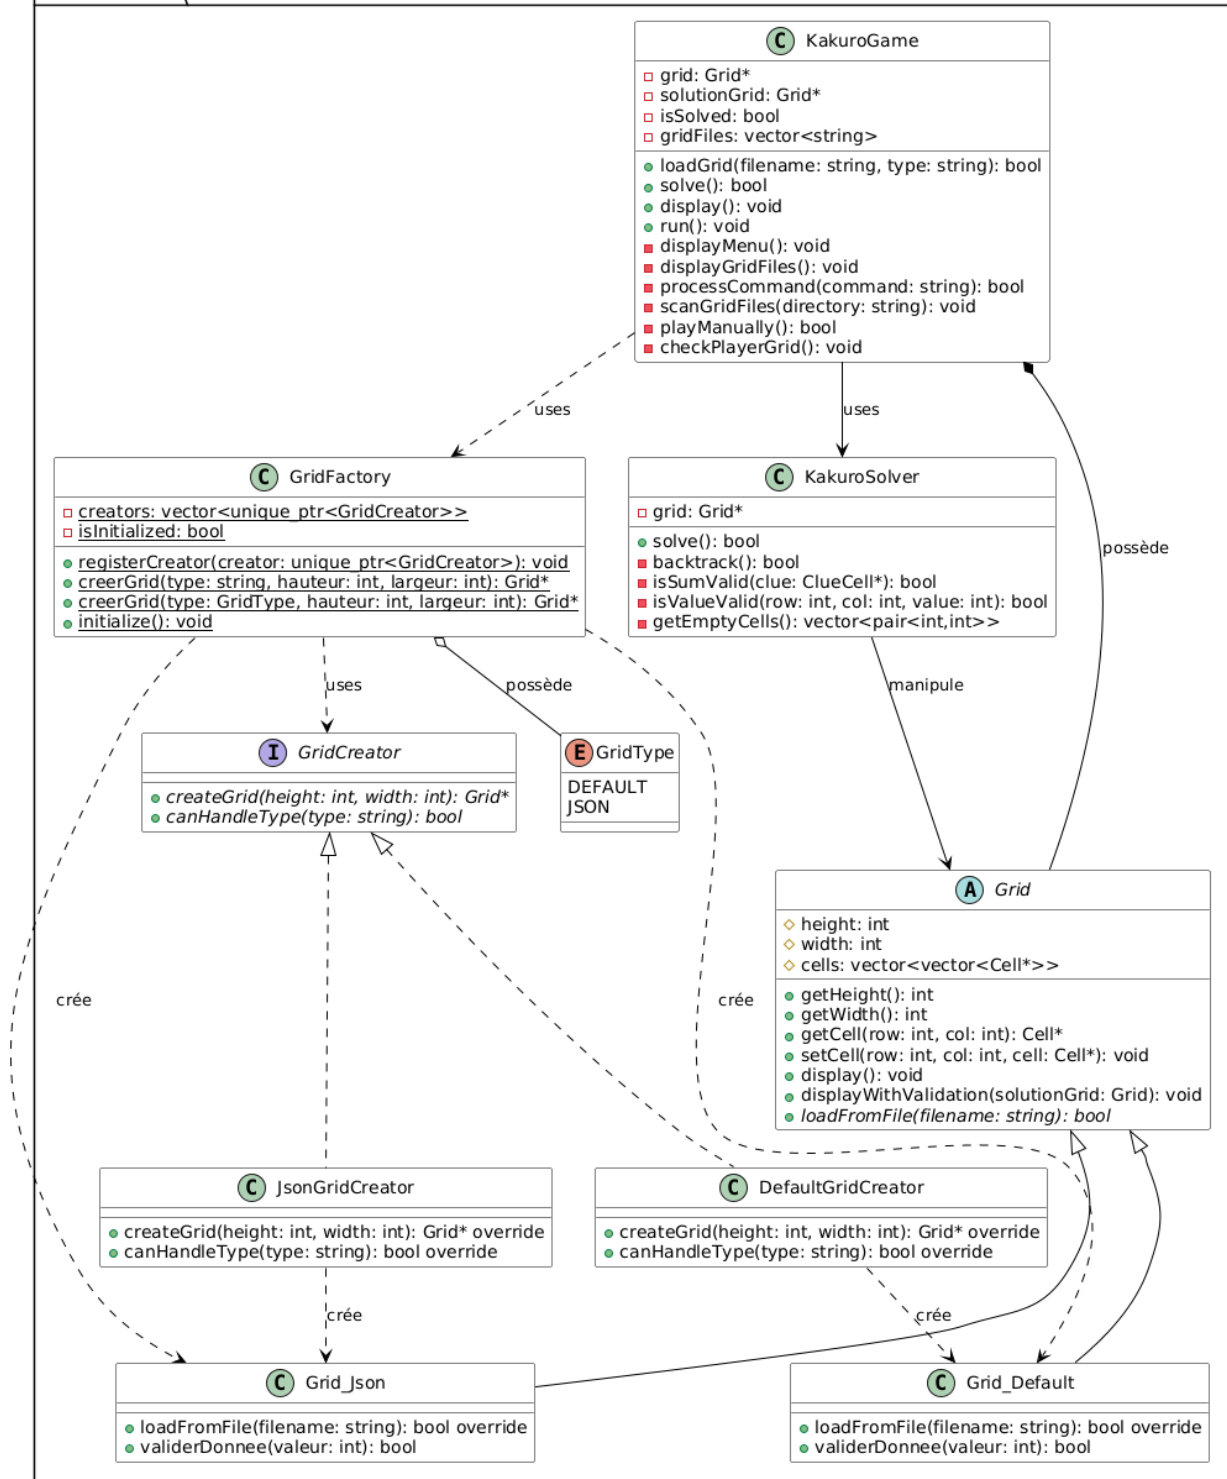 C KakuroGame
grid: Grid*
solutionGrid: Grid*
isSolved: bool
gridFiles: vector<string>
loadGrid(filename: string, type: string): bool
solve(): bool
display(): void
run(): void
displayMenu(): void
displayGridFiles(): void
processCommand(command: string): bool
scanGridFiles(directory: string): void
playManually(): bool
checkPlayerGrid(): void
uses
uses
possède
C GridFactory
creators: vector<unique_ptr<GridCreator>>
isInitialized: bool
registerCreator(creator: unique_ptr<GridCreator>): void
creerGrid(type: string, hauteur: int, largeur: int): Grid*
creerGrid(type: GridType, hauteur: int, largeur: int): Grid*
initialize(): void
C KakuroSolver
grid: Grid*
solve(): bool
backtrack(): bool
isSumValid(clue: ClueCell*): bool
isValueValid(row: int, col: int, value: int): bool
getEmptyCells(): vector<pair<int,int>>
uses
possède
manipule
I GridCreator
createGrid(height: int, width: int): Grid*
canHandleType(type: string): bool
E GridType
DEFAULT
JSON
A Grid
height: int
width: int
cells: vector<vector<Cell*>>
getHeight(): int
getWidth(): int
getCell(row: int, col: int): Cell*
setCell(row: int, col: int, cell: Cell*): void
display(): void
displayWithValidation(solutionGrid: Grid): void
loadFromFile(filename: string): bool
crée
crée
C JsonGridCreator
createGrid(height: int, width: int): Grid* override
canHandleType(type: string): bool override
C DefaultGridCreator
createGrid(height: int, width: int): Grid* override
canHandleType(type: string): bool override
crée
crée
C Grid_Json
loadFromFile(filename: string): bool override
validerDonnee(valeur: int): bool
C Grid_Default
loadFromFile(filename: string): bool override
validerDonnee(valeur: int): bool